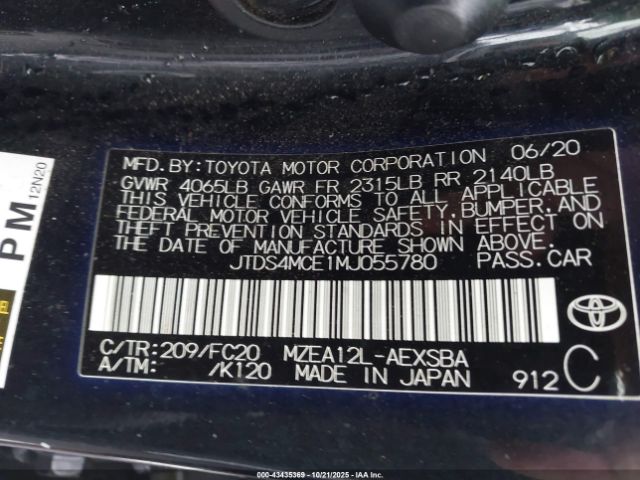 MFD.BY:TOYOTA MOTOR CORPORATION 06/20
GVWR 4065LB GAWR FR 2315LB RR 2140LB
THIS VEHICLE CONFORMS TO ALL APPLICABLE
FEDERAL MOTOR VEHICLE SAFETY,BUMPER,AND
THEFT PREVENTION STANDARDS IN EFFECT ON
THE DATE OF MANUFACTURE SHOWN ABOVE.
JTDS4MCE1MJ055780 PASS.CAR
C/TR:209/FC20 MZEA12L-AEXSBA
A/TM: /K120 MADE IN JAPAN 912 C
TOYOTA
PM 12N20
© 00-43435369 - 10/21/2025 - IAAI